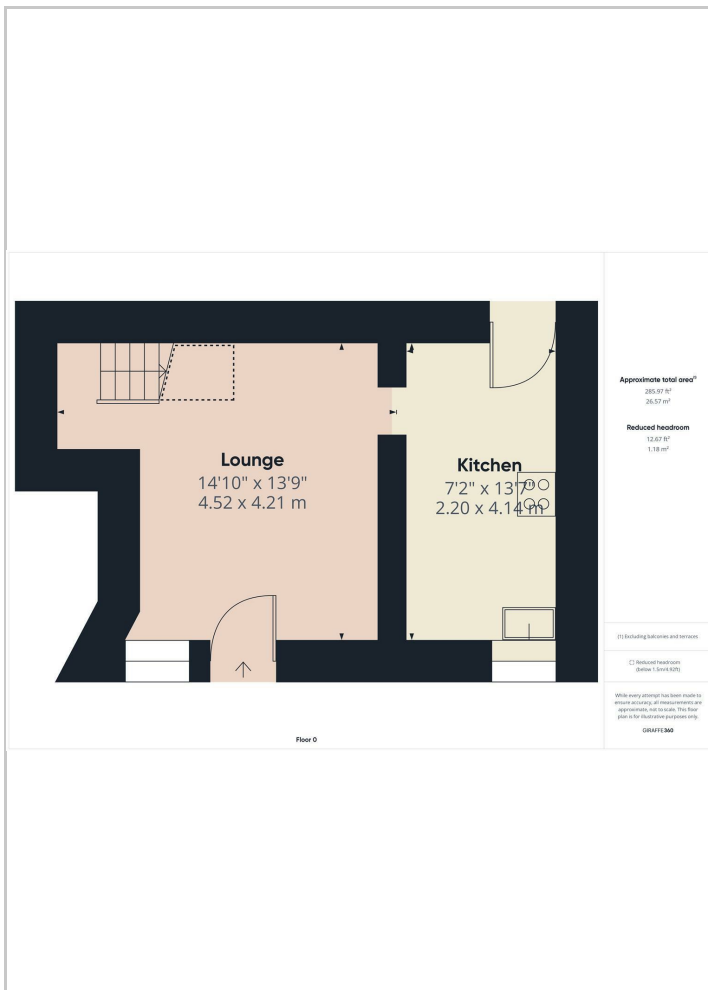 Lounge
14'10" x 13'9"
4.52 x 4.21 m
Kitchen
7'2" x 13'7"
2.20 x 4.14 m
Floor 0
Approximate total area⁽¹⁾
285.97 ft²
26.57 m²
Reduced headroom
12.67 ft²
1.18 m²
(1) Excluding balconies and terraces
Reduced headroom
(below 1.5m/4.92ft)
While every attempt has been made to
ensure accuracy, all measurements are
approximate, not to scale. This floor
plan is for illustrative purposes only.
GIRAFFE360